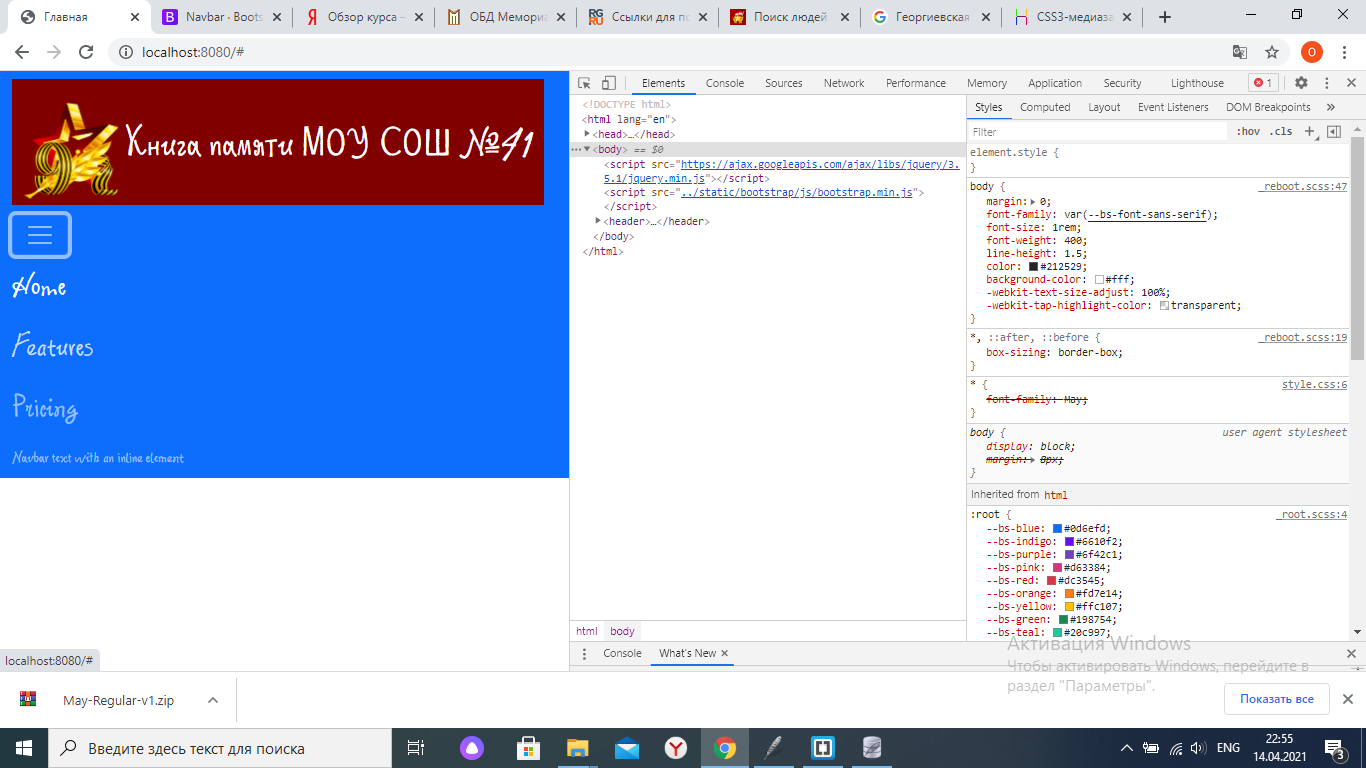 Главная
Navbar · Boots
Обзор курса –
ОБД Мемориа
Ссылки для по
Поиск людей
Георгиевская
CSS3-медиаза
localhost:8080/#
О
Книга памяти МОУ СОШ №41
Home
Features
Pricing
Navbar text with an inline element
localhost:8080/#
Elements Console Sources Network Performance Memory Application Security Lighthouse 1
<!DOCTYPE html>
<html lang="en">
<head>…</head>
<body> == $0
<script src="https://ajax.googleapis.com/ajax/libs/jquery/3.
5.1/jquery.min.js"></script>
<script src="../static/bootstrap/js/bootstrap.min.js">
</script>
<header>…</header>
</body>
</html>
html body
Styles Computed Layout Event Listeners DOM Breakpoints »
Filter :hov .cls
element.style {
}
body { _reboot.scss:47
margin: 0;
font-family: var(--bs-font-sans-serif);
font-size: 1rem;
font-weight: 400;
line-height: 1.5;
color: #212529;
background-color: #fff;
-webkit-text-size-adjust: 100%;
-webkit-tap-highlight-color: transparent;
}
*, ::after, ::before { _reboot.scss:19
box-sizing: border-box;
}
* { style.css:6
font-family: May;
}
body { user agent stylesheet
display: block;
margin: 8px;
}
Inherited from html
:root { _root.scss:4
--bs-blue: #0d6efd;
--bs-indigo: #6610f2;
--bs-purple: #6f42c1;
--bs-pink: #d63384;
--bs-red: #dc3545;
--bs-orange: #fd7e14;
--bs-yellow: #ffc107;
--bs-green: #198754;
--bs-teal: #20c997;
Console What's New
Активация Windows
Чтобы активировать Windows, перейдите в
раздел "Параметры".
May-Regular-v1.zip
Показать все
Введите здесь текст для поиска
ENG
22:55
14.04.2021
3